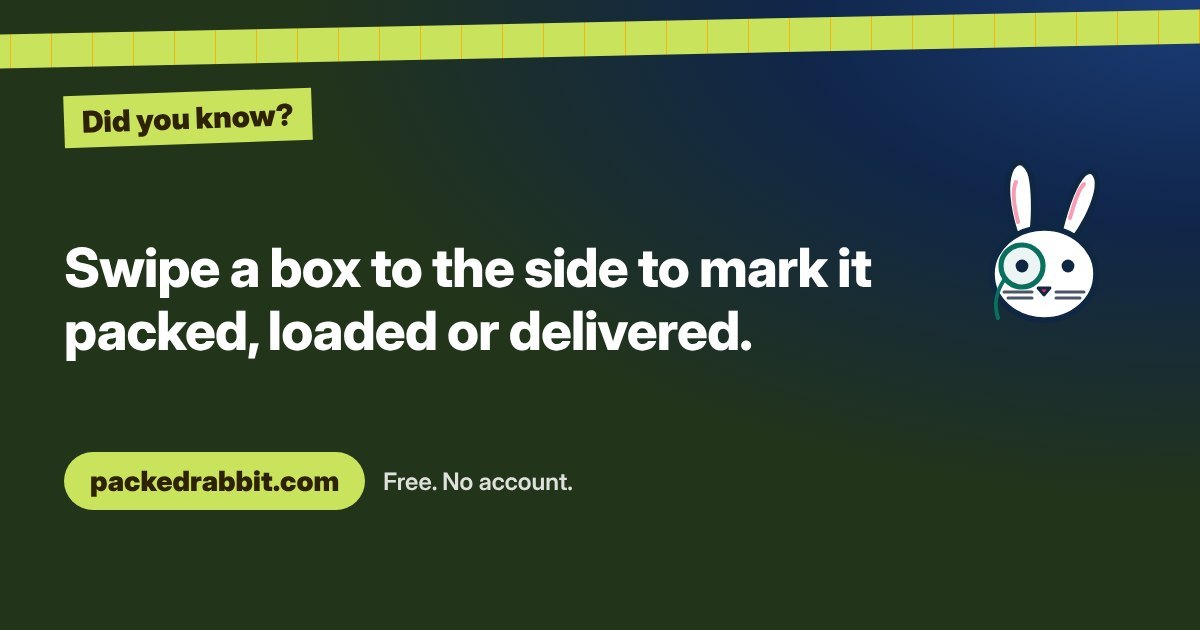 Did you know?
Swipe a box to the side to mark it
packed, loaded or delivered.
packedrabbit.com
Free. No account.